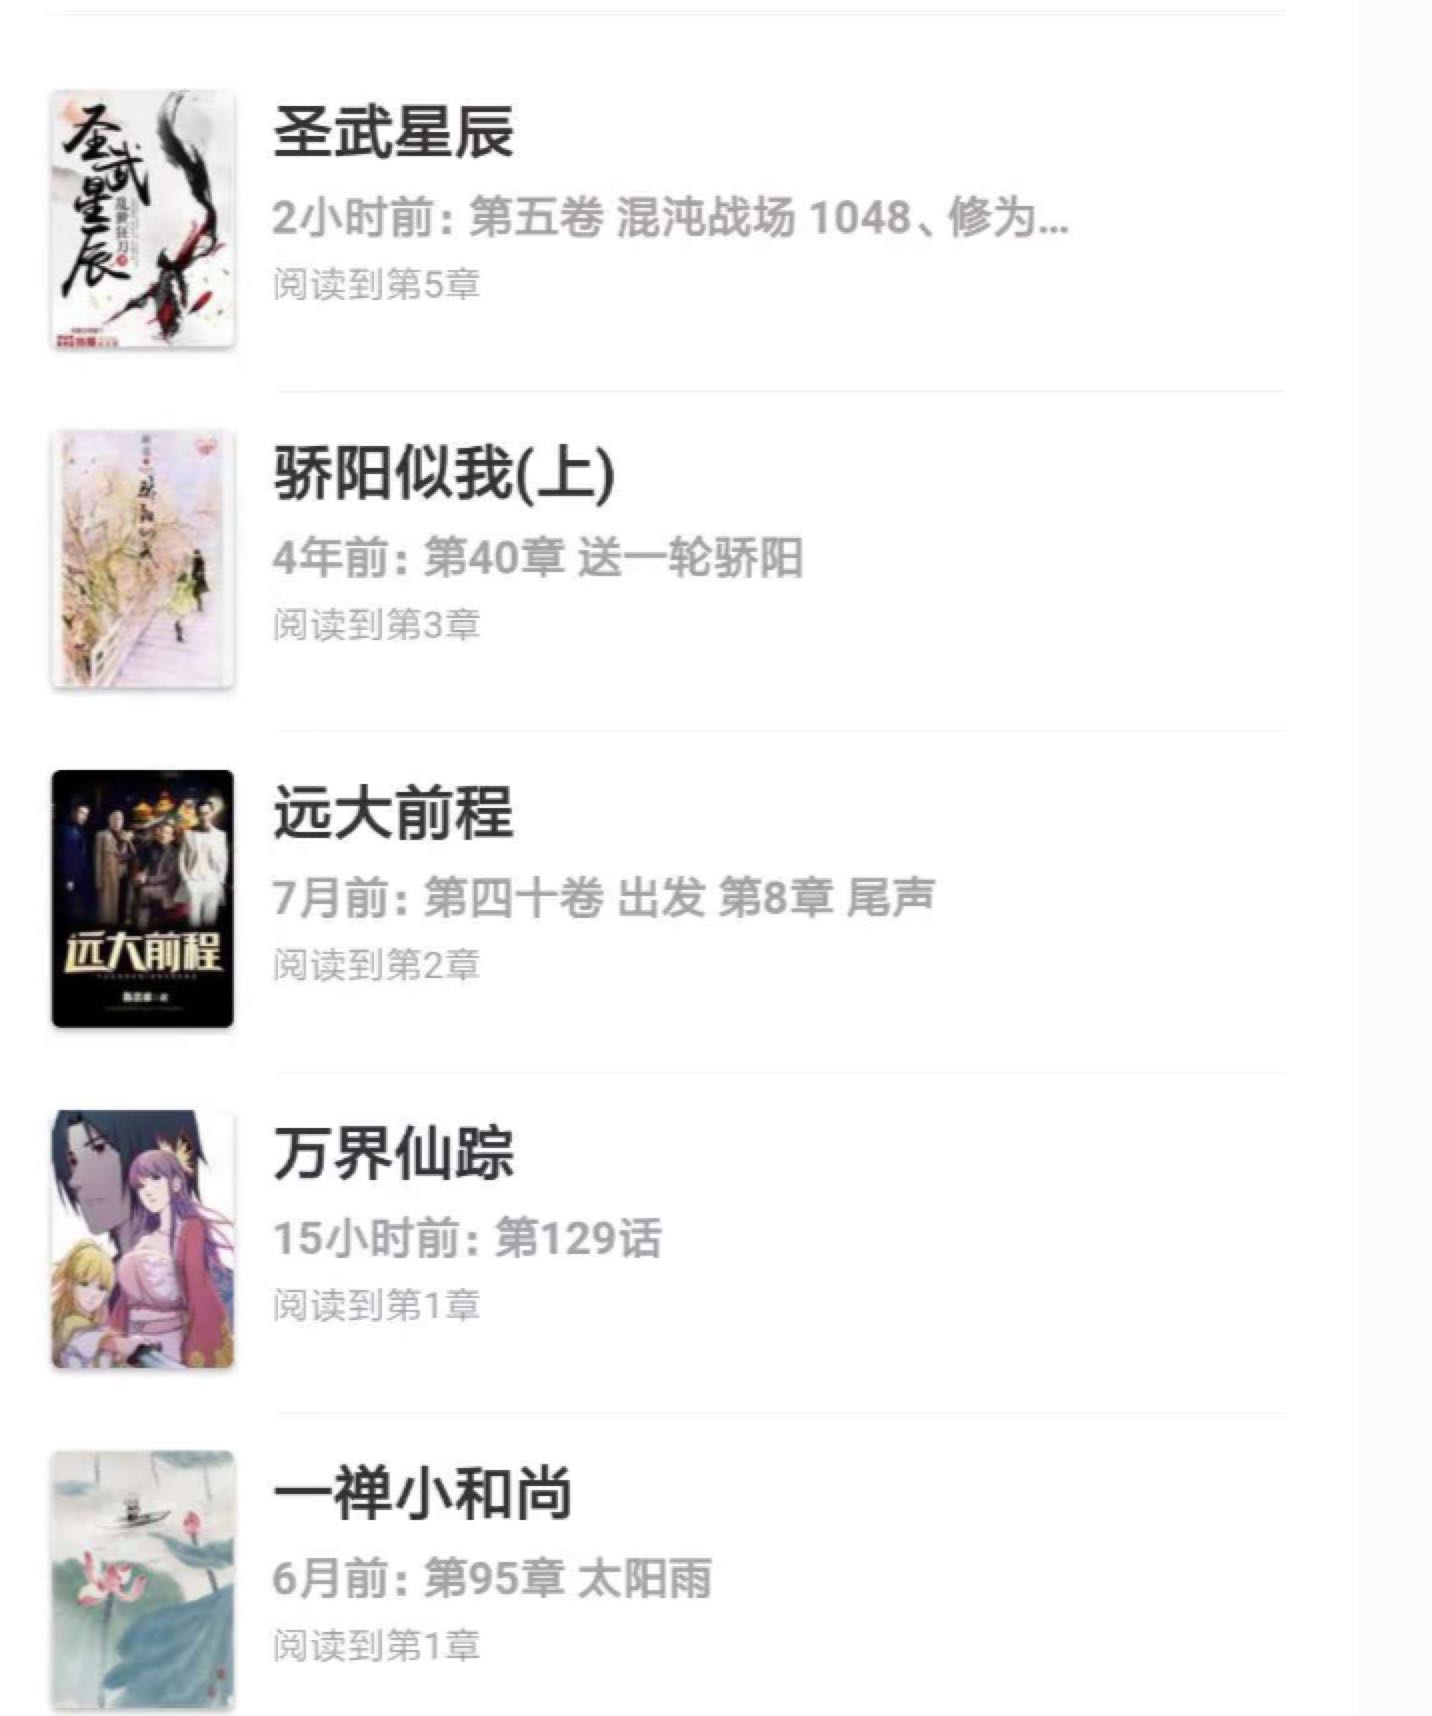 圣武星辰
乱世狂刀
圣武星辰
2小时前: 第五卷 混沌战场 1048、修为...
阅读到第5章
骄阳似我
骄阳似我(上)
4年前: 第40章 送一轮骄阳
阅读到第3章
远大前程
远大前程
7月前: 第四十卷 出发 第8章 尾声
阅读到第2章
万界仙踪
15小时前: 第129话
阅读到第1章
一禅小和尚
6月前: 第95章 太阳雨
阅读到第1章